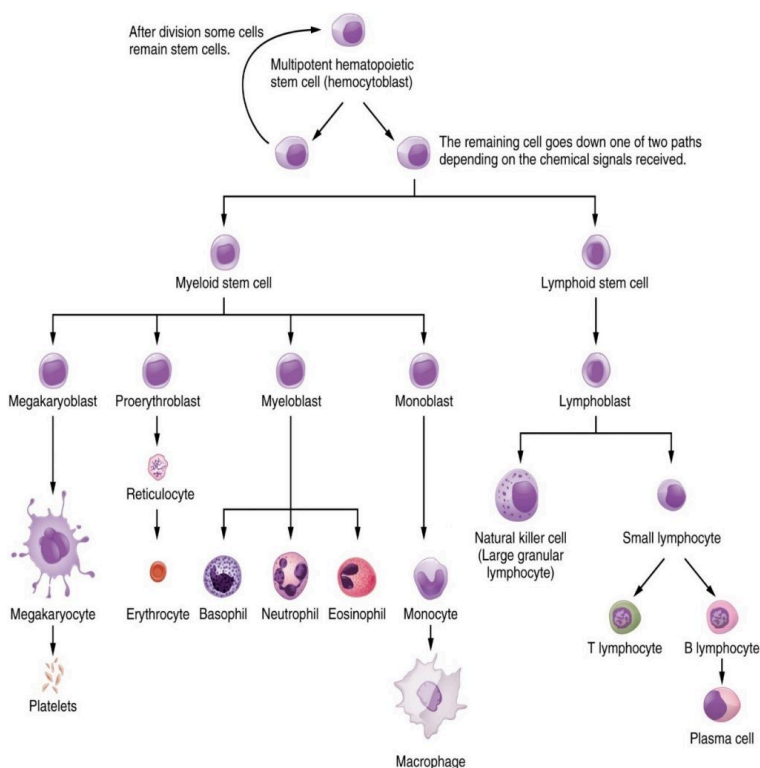 After division some cells
remain stem cells.
Multipotent hematopoietic
stem cell (hemocytoblast)
The remaining cell goes down one of two paths
depending on the chemical signals received.
Myeloid stem cell
Lymphoid stem cell
Megakaryoblast
Proerythroblast
Myeloblast
Monoblast
Lymphoblast
Reticulocyte
Natural killer cell
(Large granular
lymphocyte)
Small lymphocyte
Megakaryocyte
Erythrocyte
Basophil
Neutrophil
Eosinophil
Monocyte
T lymphocyte
B lymphocyte
Platelets
Plasma cell
Macrophage